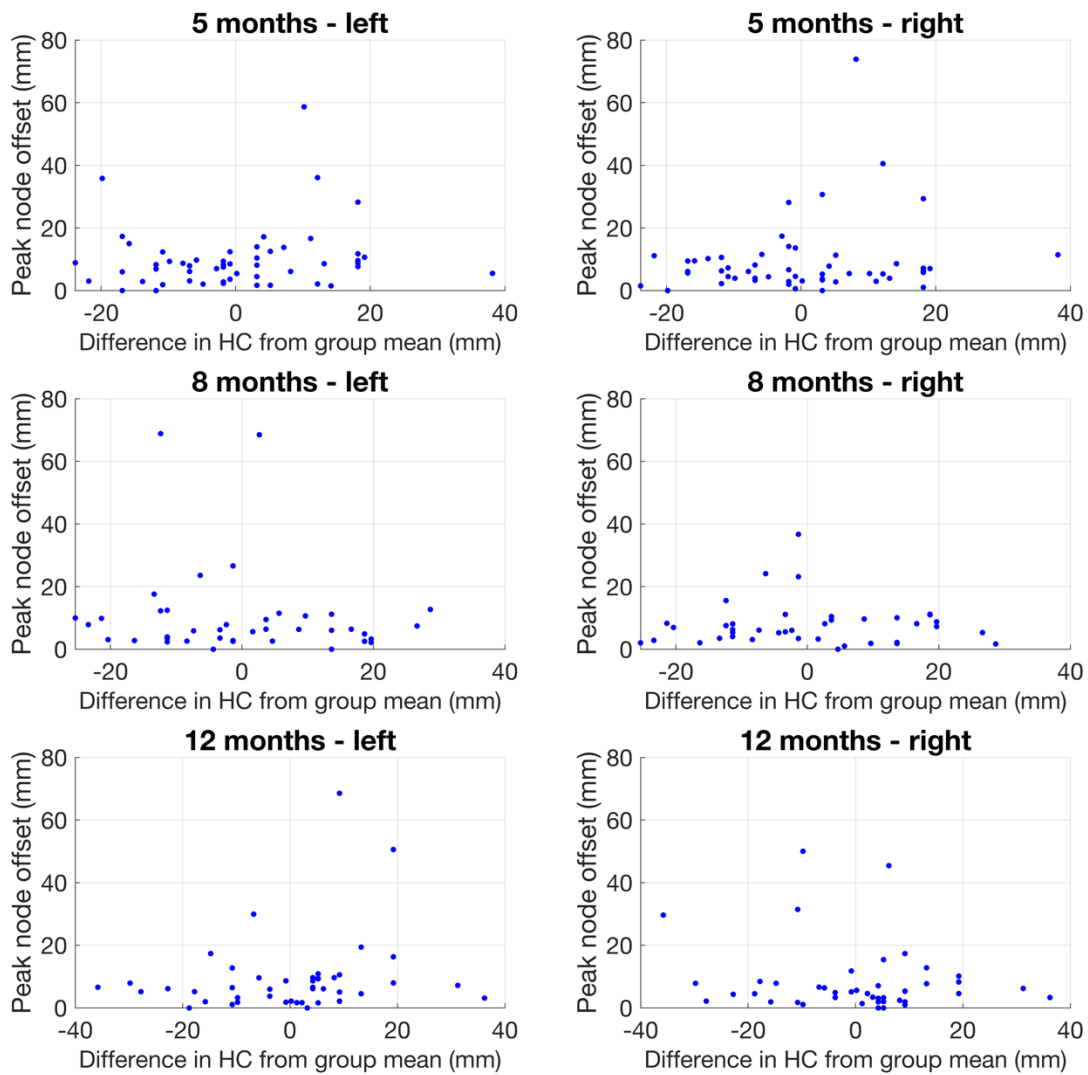 5 months - left
80
60
40
20
0
Peak node offset (mm)
-20 0 20 40
Difference in HC from group mean (mm)
5 months - right
80
60
40
20
0
Peak node offset (mm)
-20 0 20 40
Difference in HC from group mean (mm)
8 months - left
80
60
40
20
0
Peak node offset (mm)
-20 0 20 40
Difference in HC from group mean (mm)
8 months - right
80
60
40
20
0
Peak node offset (mm)
-20 0 20 40
Difference in HC from group mean (mm)
12 months - left
80
60
40
20
0
Peak node offset (mm)
-40 -20 0 20 40
Difference in HC from group mean (mm)
12 months - right
80
60
40
20
0
Peak node offset (mm)
-40 -20 0 20 40
Difference in HC from group mean (mm)